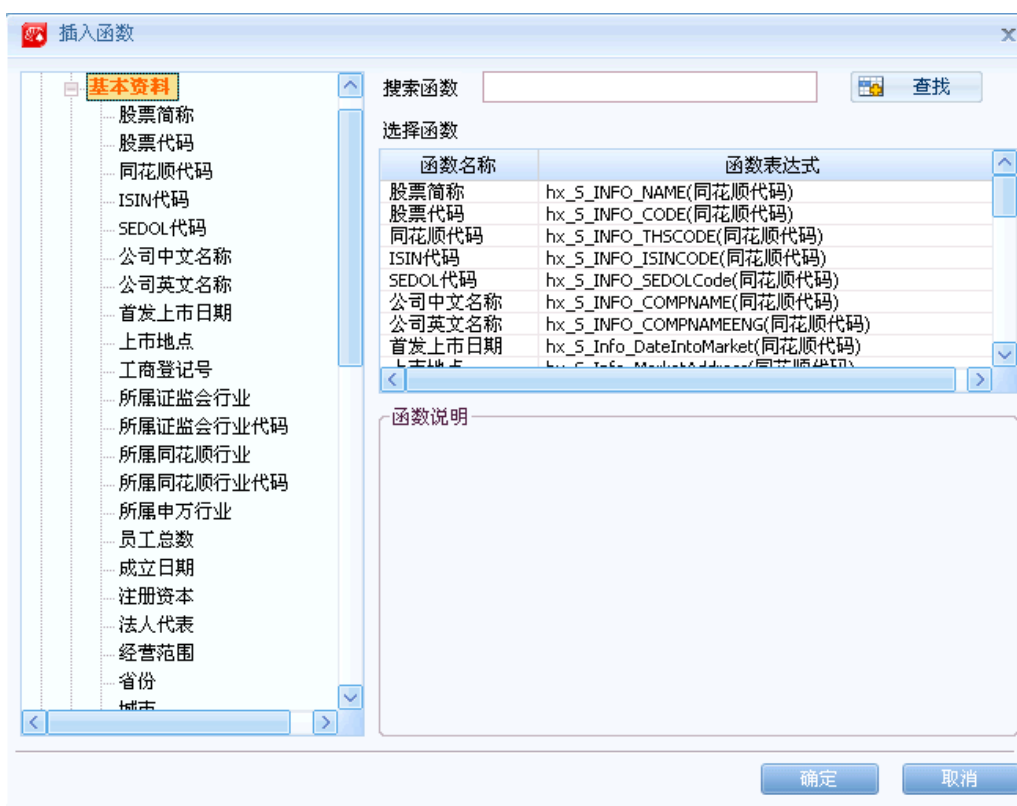 插入函数
基本资料
股票简称
股票代码
同花顺代码
ISIN代码
SEDOL代码
公司中文名称
公司英文名称
首发上市日期
上市地点
工商登记号
所属证监会行业
所属证监会行业代码
所属同花顺行业
所属同花顺行业代码
所属申万行业
员工总数
成立日期
注册资本
法人代表
经营范围
省份
城市
搜索函数 查找
选择函数
函数名称 函数表达式
股票简称 hx_S_INFO_NAME(同花顺代码)
股票代码 hx_S_INFO_CODE(同花顺代码)
同花顺代码 hx_S_INFO_THSCODE(同花顺代码)
ISIN代码 hx_S_INFO_ISINCODE(同花顺代码)
SEDOL代码 hx_S_INFO_SEDOLCode(同花顺代码)
公司中文名称 hx_S_INFO_COMPNAME(同花顺代码)
公司英文名称 hx_S_INFO_COMPNAMEENG(同花顺代码)
首发上市日期 hx_S_Info_DateIntoMarket(同花顺代码)
上市地点 hx_S_Info_MarketAddress(同花顺代码)
函数说明
确定 取消